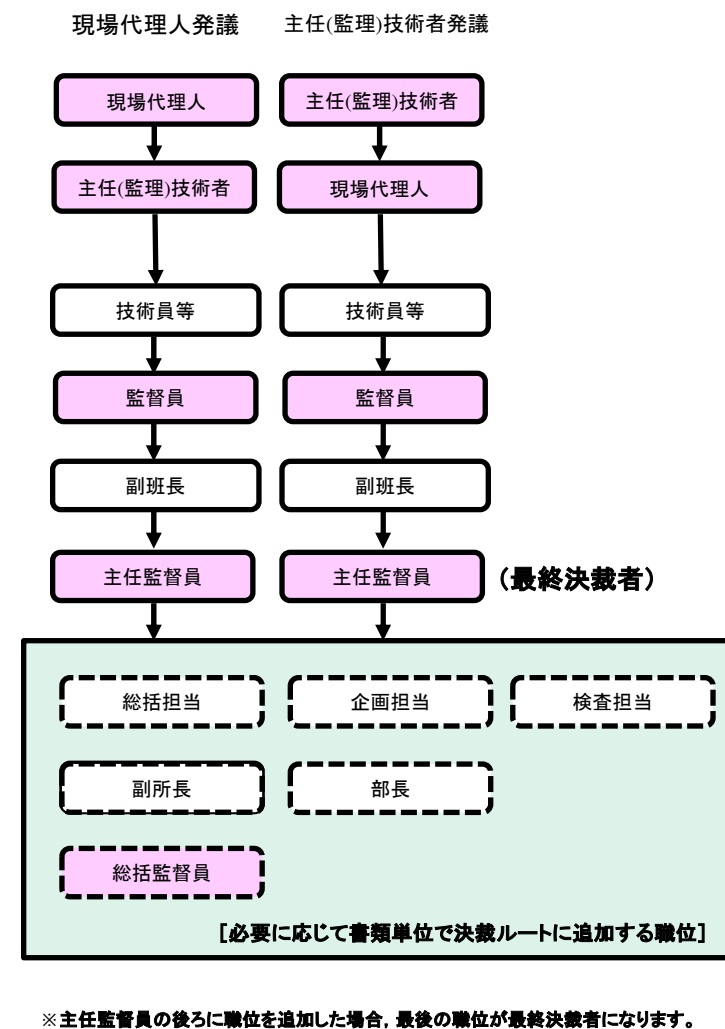 現場代理人発議
主任(監理)技術者発議
現場代理人
主任(監理)技術者
主任(監理)技術者
現場代理人
技術員等
技術員等
監督員
監督員
副班長
副班長
主任監督員
主任監督員
（最終決裁者）
総括担当
企画担当
検査担当
副所長
部長
総括監督員
[必要に応じて書類単位で決裁ルートに追加する職位]
※主任監督員の後ろに職位を追加した場合，最後の職位が最終決裁者になります。